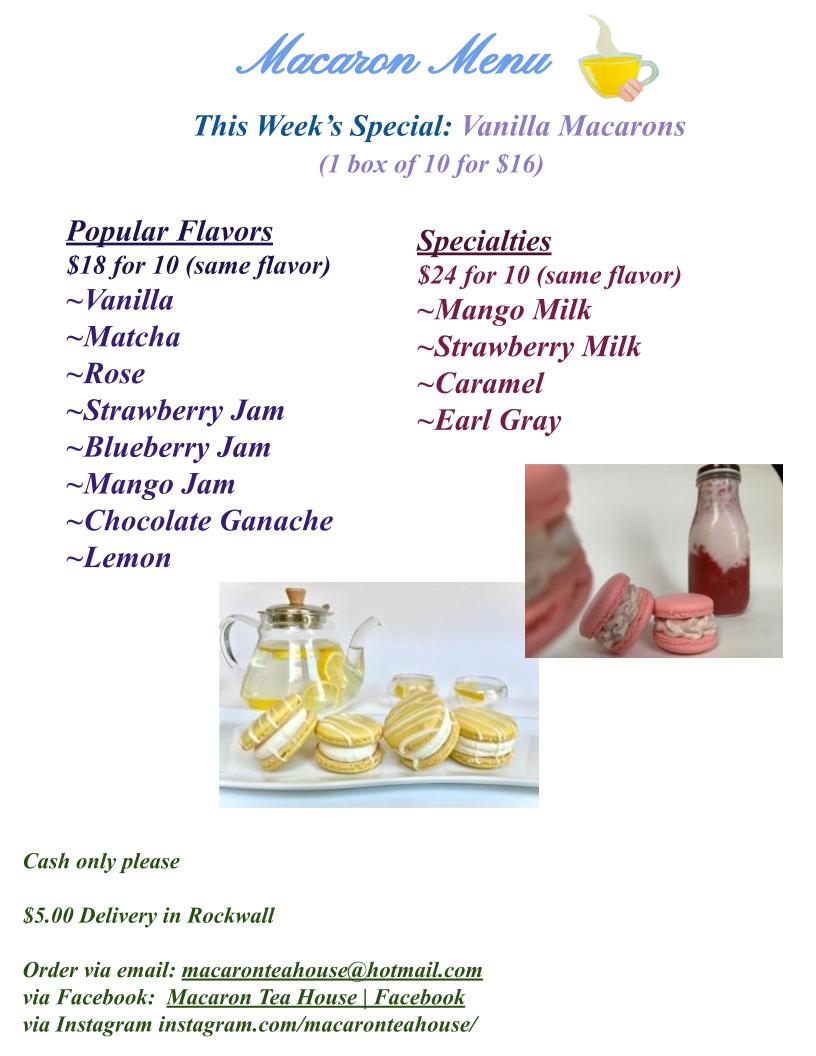 Macaron Menu
This Week’s Special: Vanilla Macarons
(1 box of 10 for $16)
Popular Flavors
$18 for 10 (same flavor)
~Vanilla
~Matcha
~Rose
~Strawberry Jam
~Blueberry Jam
~Mango Jam
~Chocolate Ganache
~Lemon
Specialties
$24 for 10 (same flavor)
~Mango Milk
~Strawberry Milk
~Caramel
~Earl Gray
Cash only please
$5.00 Delivery in Rockwall
Order via email: macaronteahouse@hotmail.com
via Facebook: Macaron Tea House | Facebook
via Instagram instagram.com/macaronteahouse/